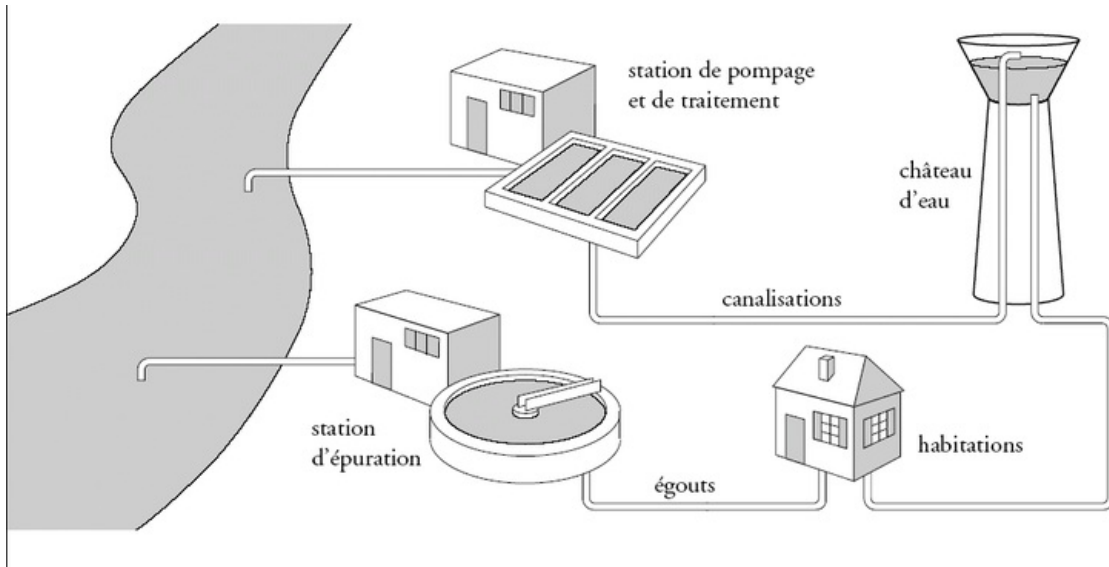 station de pompage
et de traitement
château
d'eau
canalisations
station
d'épuration
égouts
habitations